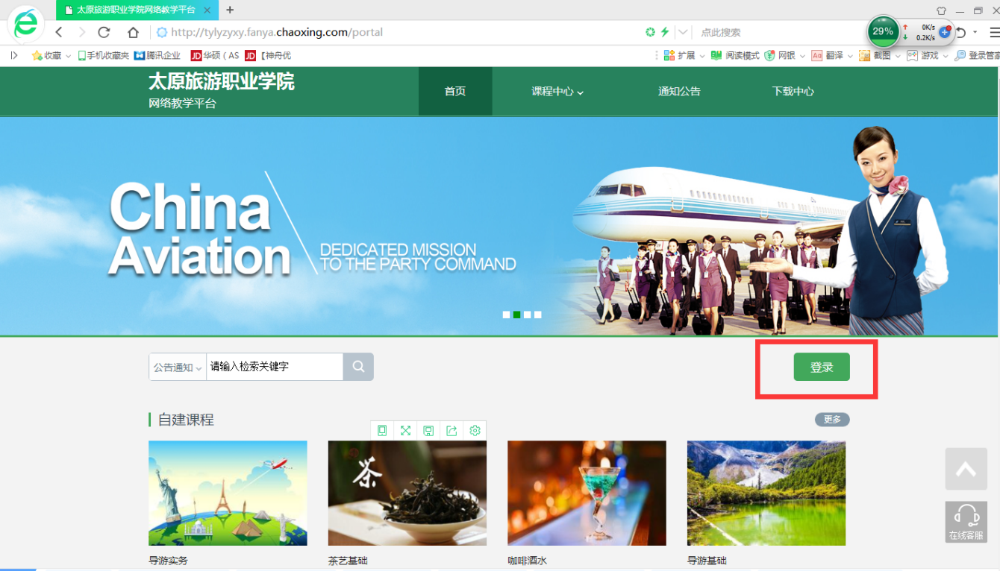 太原旅游职业学院网络教学平台
http://tylyzyxy.fanya.chaoxing.com/portal
点此搜索
29%
0K/s
0.2K/s
收藏 手机收藏夹 腾讯企业 JD 华硕（AS JD 【神舟优
扩展 阅读模式 网银 Aa 翻译 截图 游戏 登录管家
太原旅游职业学院
网络教学平台
首页 课程中心 通知公告 下载中心
China
Aviation
DEDICATED MISSION
TO THE PARTY COMMAND
公告通知 请输入检索关键字
登录
自建课程
更多
茶
在线客服
导游实务 茶艺基础 咖啡酒水 导游基础